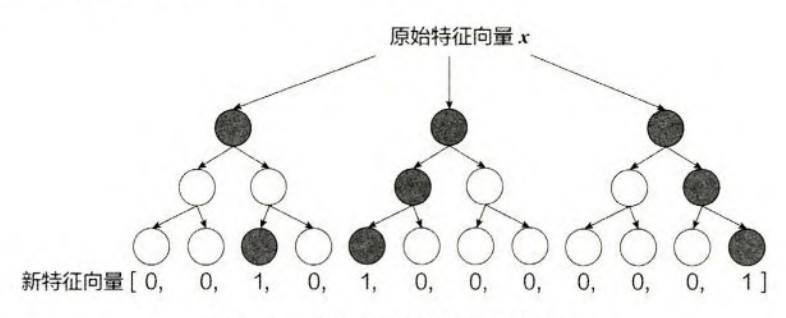 原始特征向量 x
新特征向量 [ 0, 0, 1, 0, 1, 0, 0, 0, 0, 0, 0, 1 ]